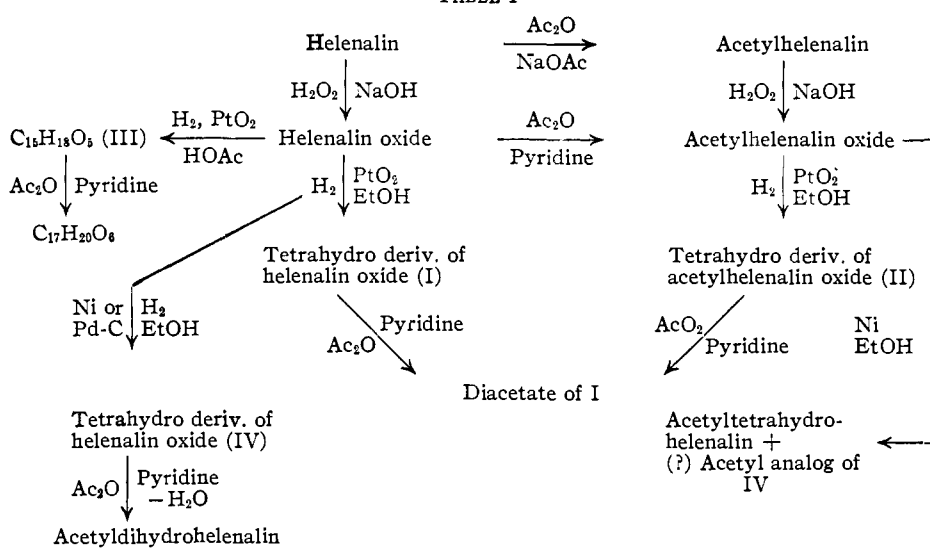 TABLE I
Helenalin
Ac₂O
NaOAc
Acetylhelenalin
H₂O₂ NaOH
H₂O₂ NaOH
C₁₅H₁₈O₅ (III)
H₂, PtO₂
HOAc
Helenalin oxide
Ac₂O
Pyridine
Acetylhelenalin oxide
Ac₂O Pyridine
H₂ PtO₂
EtOH
H₂ PtO₂
EtOH
C₁₇H₂₀O₆
Tetrahydro deriv. of
helenalin oxide (I)
Tetrahydro deriv. of
acetylhelenalin oxide (II)
Ni or H₂
Pd-C EtOH
Pyridine
Ac₂O
AcO₂
Pyridine
Ni
EtOH
Diacetate of I
Tetrahydro deriv. of
helenalin oxide (IV)
Acetyltetrahydro-
helenalin +
(?) Acetyl analog of
IV
Ac₂O Pyridine
−H₂O
Acetyldihydrohelenalin